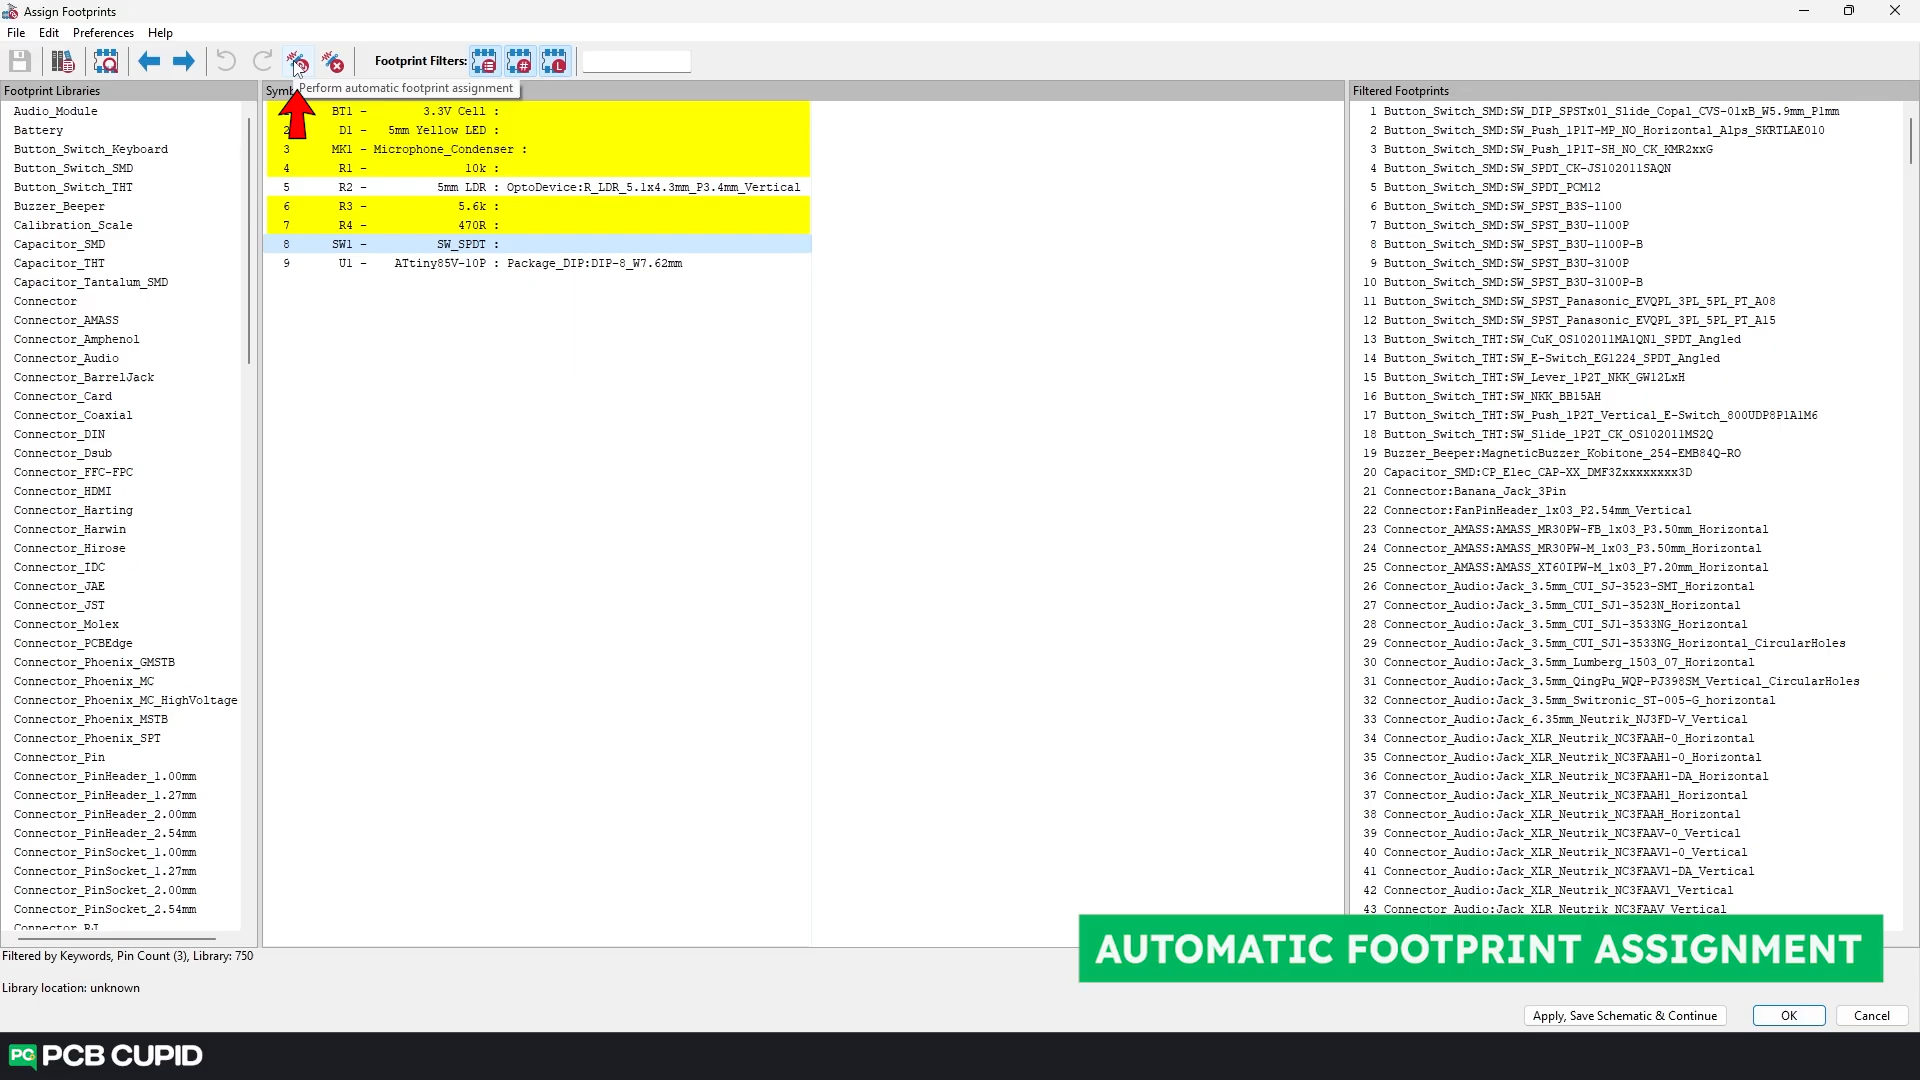 Assign Footprints
File Edit Preferences Help
Footprint Filters:
Perform automatic footprint assignment
Footprint Libraries
Audio_Module
Battery
Button_Switch_Keyboard
Button_Switch_SMD
Button_Switch_THT
Buzzer_Beeper
Calibration_Scale
Capacitor_SMD
Capacitor_THT
Capacitor_Tantalum_SMD
Connector
Connector_AMASS
Connector_Amphenol
Connector_Audio
Connector_BarrelJack
Connector_Card
Connector_Coaxial
Connector_DIN
Connector_Dsub
Connector_FFC-FPC
Connector_HDMI
Connector_Harting
Connector_Harwin
Connector_Hirose
Connector_IDC
Connector_JAE
Connector_JST
Connector_Molex
Connector_PCBEdge
Connector_Phoenix_GMSTB
Connector_Phoenix_MC
Connector_Phoenix_MC_HighVoltage
Connector_Phoenix_MSTB
Connector_Phoenix_SPT
Connector_Pin
Connector_PinHeader_1.00mm
Connector_PinHeader_1.27mm
Connector_PinHeader_2.00mm
Connector_PinHeader_2.54mm
Connector_PinSocket_1.00mm
Connector_PinSocket_1.27mm
Connector_PinSocket_2.00mm
Connector_PinSocket_2.54mm
Connector_RJ
Symb
BT1 - 3.3V Cell :
2 D1 - 5mm Yellow LED :
3 MK1 - Microphone_Condenser :
4 R1 - 10k :
5 R2 - 5mm LDR : OptoDevice:R_LDR_5.1x4.3mm_P3.4mm_Vertical
6 R3 - 5.6k :
7 R4 - 470R :
8 SW1 - SW_SPDT :
9 U1 - ATtiny85V-10P : Package_DIP:DIP-8_W7.62mm
Filtered Footprints
1 Button_Switch_SMD:SW_DIP_SPSTx01_Slide_Copal_CVS-01xB_W5.9mm_P1mm
2 Button_Switch_SMD:SW_Push_1P1T-MP_NO_Horizontal_Alps_SKRTLAE010
3 Button_Switch_SMD:SW_Push_1P1T-SH_NO_CK_KMR2xxG
4 Button_Switch_SMD:SW_SPDT_CK-JS102011SAQN
5 Button_Switch_SMD:SW_SPDT_PCM12
6 Button_Switch_SMD:SW_SPST_B3S-1100
7 Button_Switch_SMD:SW_SPST_B3U-1100P
8 Button_Switch_SMD:SW_SPST_B3U-1100P-B
9 Button_Switch_SMD:SW_SPST_B3U-3100P
10 Button_Switch_SMD:SW_SPST_B3U-3100P-B
11 Button_Switch_SMD:SW_SPST_Panasonic_EVQPL_3PL_5PL_PT_A08
12 Button_Switch_SMD:SW_SPST_Panasonic_EVQPL_3PL_5PL_PT_A15
13 Button_Switch_THT:SW_CuK_OS102011MA1QN1_SPDT_Angled
14 Button_Switch_THT:SW_E-Switch_EG1224_SPDT_Angled
15 Button_Switch_THT:SW_Lever_1P2T_NKK_GW12LxH
16 Button_Switch_THT:SW_NKK_BB15AH
17 Button_Switch_THT:SW_Push_1P2T_Vertical_E-Switch_800UDP8P1A1M6
18 Button_Switch_THT:SW_Slide_1P2T_CK_OS102011MS2Q
19 Buzzer_Beeper:MagneticBuzzer_Kobitone_254-EMB84Q-RO
20 Capacitor_SMD:CP_Elec_CAP-XX_DMF3Zxxxxxxxx3D
21 Connector:Banana_Jack_3Pin
22 Connector:FanPinHeader_1x03_P2.54mm_Vertical
23 Connector_AMASS:AMASS_MR30PW-FB_1x03_P3.50mm_Horizontal
24 Connector_AMASS:AMASS_MR30PW-M_1x03_P3.50mm_Horizontal
25 Connector_AMASS:AMASS_XT60IPW-M_1x03_P7.20mm_Horizontal
26 Connector_Audio:Jack_3.5mm_CUI_SJ-3523-SMT_Horizontal
27 Connector_Audio:Jack_3.5mm_CUI_SJ1-3523N_Horizontal
28 Connector_Audio:Jack_3.5mm_CUI_SJ1-3533NG_Horizontal
29 Connector_Audio:Jack_3.5mm_CUI_SJ1-3533NG_Horizontal_CircularHoles
30 Connector_Audio:Jack_3.5mm_Lumberg_1503_07_Horizontal
31 Connector_Audio:Jack_3.5mm_QingPu_WQP-PJ398SM_Vertical_CircularHoles
32 Connector_Audio:Jack_3.5mm_Switronic_ST-005-G_horizontal
33 Connector_Audio:Jack_6.35mm_Neutrik_NJ3FD-V_Vertical
34 Connector_Audio:Jack_XLR_Neutrik_NC3FAAH-0_Horizontal
35 Connector_Audio:Jack_XLR_Neutrik_NC3FAAH1-0_Horizontal
36 Connector_Audio:Jack_XLR_Neutrik_NC3FAAH1-DA_Horizontal
37 Connector_Audio:Jack_XLR_Neutrik_NC3FAAH1_Horizontal
38 Connector_Audio:Jack_XLR_Neutrik_NC3FAAH_Horizontal
39 Connector_Audio:Jack_XLR_Neutrik_NC3FAAV-0_Vertical
40 Connector_Audio:Jack_XLR_Neutrik_NC3FAAV1-0_Vertical
41 Connector_Audio:Jack_XLR_Neutrik_NC3FAAV1-DA_Vertical
42 Connector_Audio:Jack_XLR_Neutrik_NC3FAAV1_Vertical
43 Connector_Audio:Jack_XLR_Neutrik_NC3FAAV_Vertical
AUTOMATIC FOOTPRINT ASSIGNMENT
Filtered by Keywords, Pin Count (3), Library: 750
Library location: unknown
Apply, Save Schematic & Continue OK Cancel
PC PCB CUPID